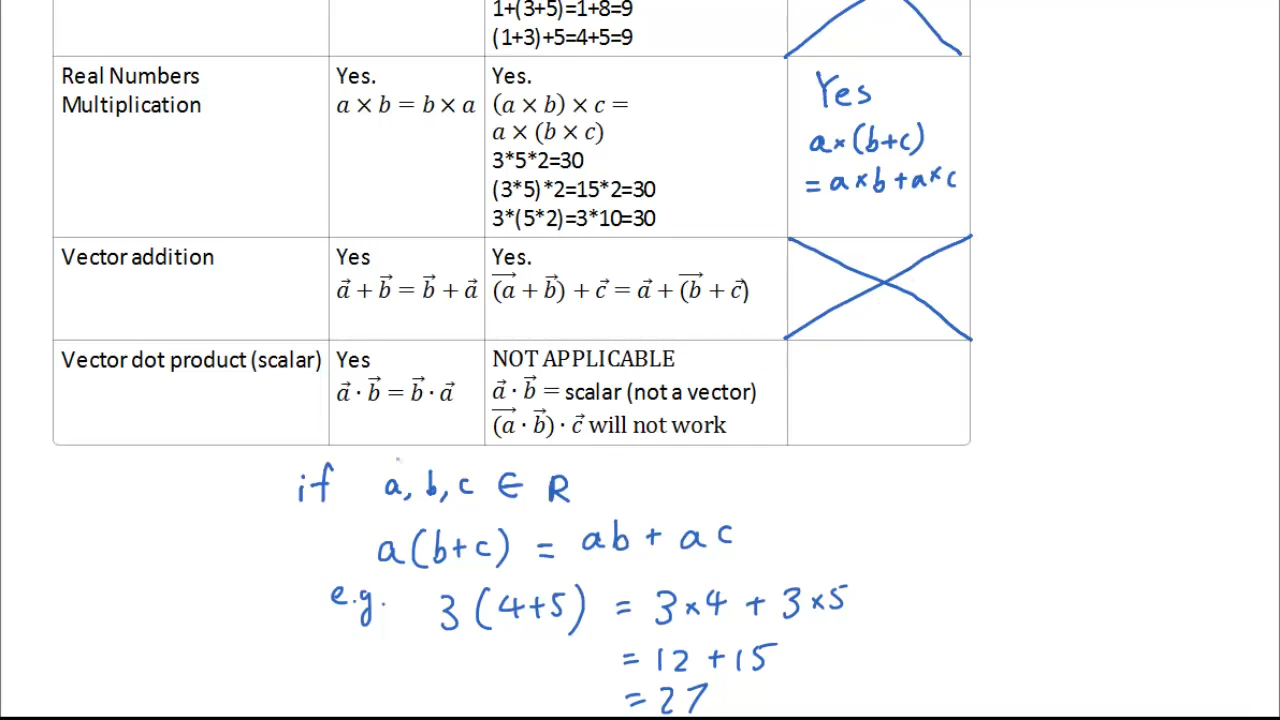 1+(3+5)=1+8=9
(1+3)+5=4+5=9
Real Numbers
Multiplication
Yes.
a × b = b × a
Yes.
(a × b) × c =
a × (b × c)
3*5*2=30
(3*5)*2=15*2=30
3*(5*2)=3*10=30
Yes
a×(b+c)
=a×b+a×c
Vector addition
Yes
a⃗ + b⃗ = b⃗ + a⃗
Yes.
(a⃗ + b⃗) + c⃗ = a⃗ + (b⃗ + c⃗)
Vector dot product (scalar)
Yes
a⃗ · b⃗ = b⃗ · a⃗
NOT APPLICABLE
a⃗ · b⃗ = scalar (not a vector)
(a⃗ · b⃗) · c⃗ will not work
if a, b, c ∈ R
a(b+c) = ab + ac
e.g. 3(4+5) = 3×4 + 3×5
= 12 + 15
= 27